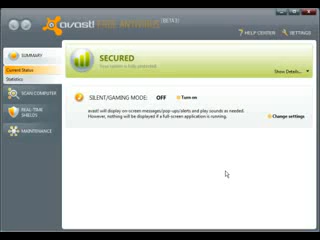 avast! FREE ANTIVIRUS [BETA 3]
? HELP CENTER
SETTINGS
SUMMARY
Current Status
Statistics
SCAN COMPUTER
REAL-TIME
SHIELDS
MAINTENANCE
SECURED
Your system is fully protected.
Show Details...
SILENT/GAMING MODE: OFF Turn on
avast! will display on-screen messages/pop-ups/alerts and play sounds as needed.
However, nothing will be displayed if a full-screen application is running.
Change settings